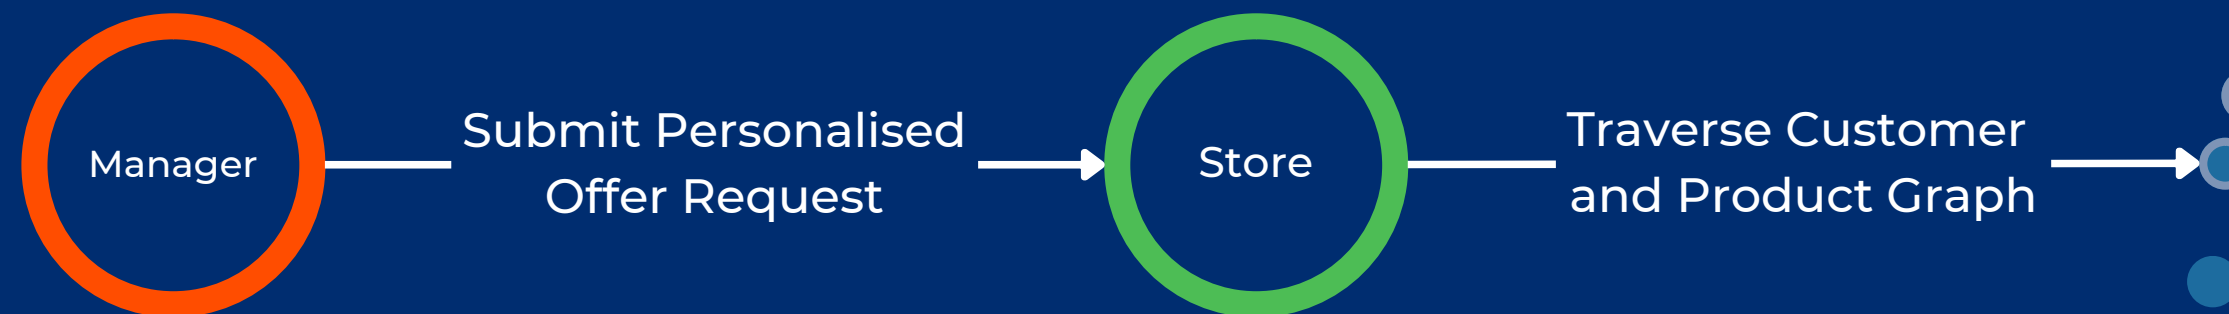 Manager
Submit Personalised
Offer Request
Store
Traverse Customer
and Product Graph